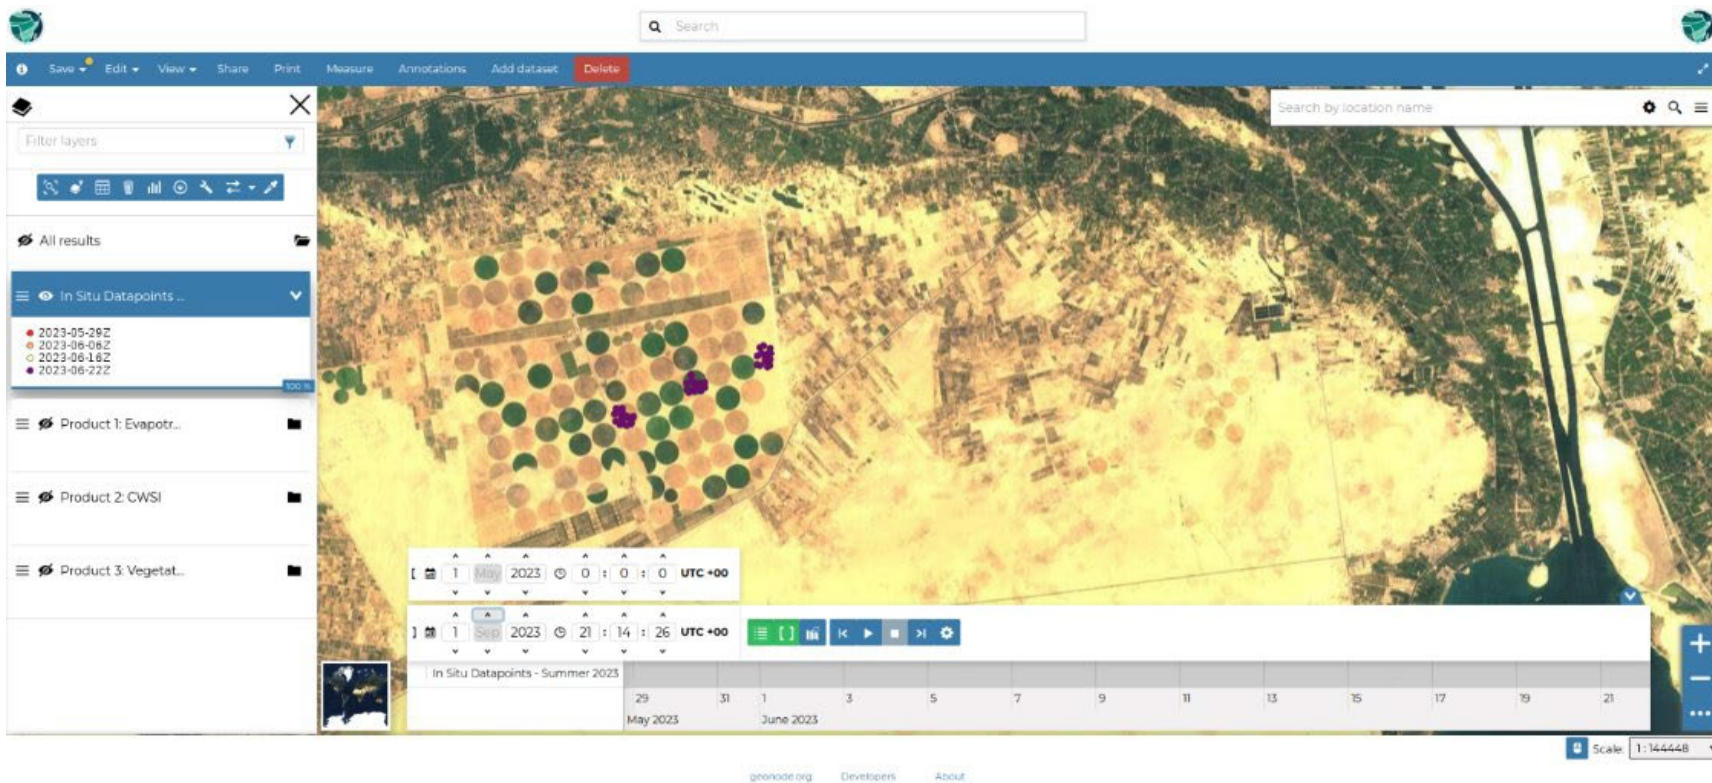 Search
Save Edit View Share Print Measure Annotations Add dataset Delete
Search by location name
Filter layers
All results
In Situ Datapoints ...
2023-05-29Z
2023-06-06Z
2023-06-16Z
2023-06-22Z
100 %
Product 1: Evapotr...
Product 2: CWSI
Product 3: Vegetat...
[ 1 May 2023 0 : 0 : 0 UTC +00
] 1 Sep 2023 21 : 14 : 26 UTC +00
In Situ Datapoints - Summer 2023
29 31 1 3 5 7 9 11 13 15 17 19 21
May 2023 June 2023
Scale: 1 : 144448
geonode.org Developers About